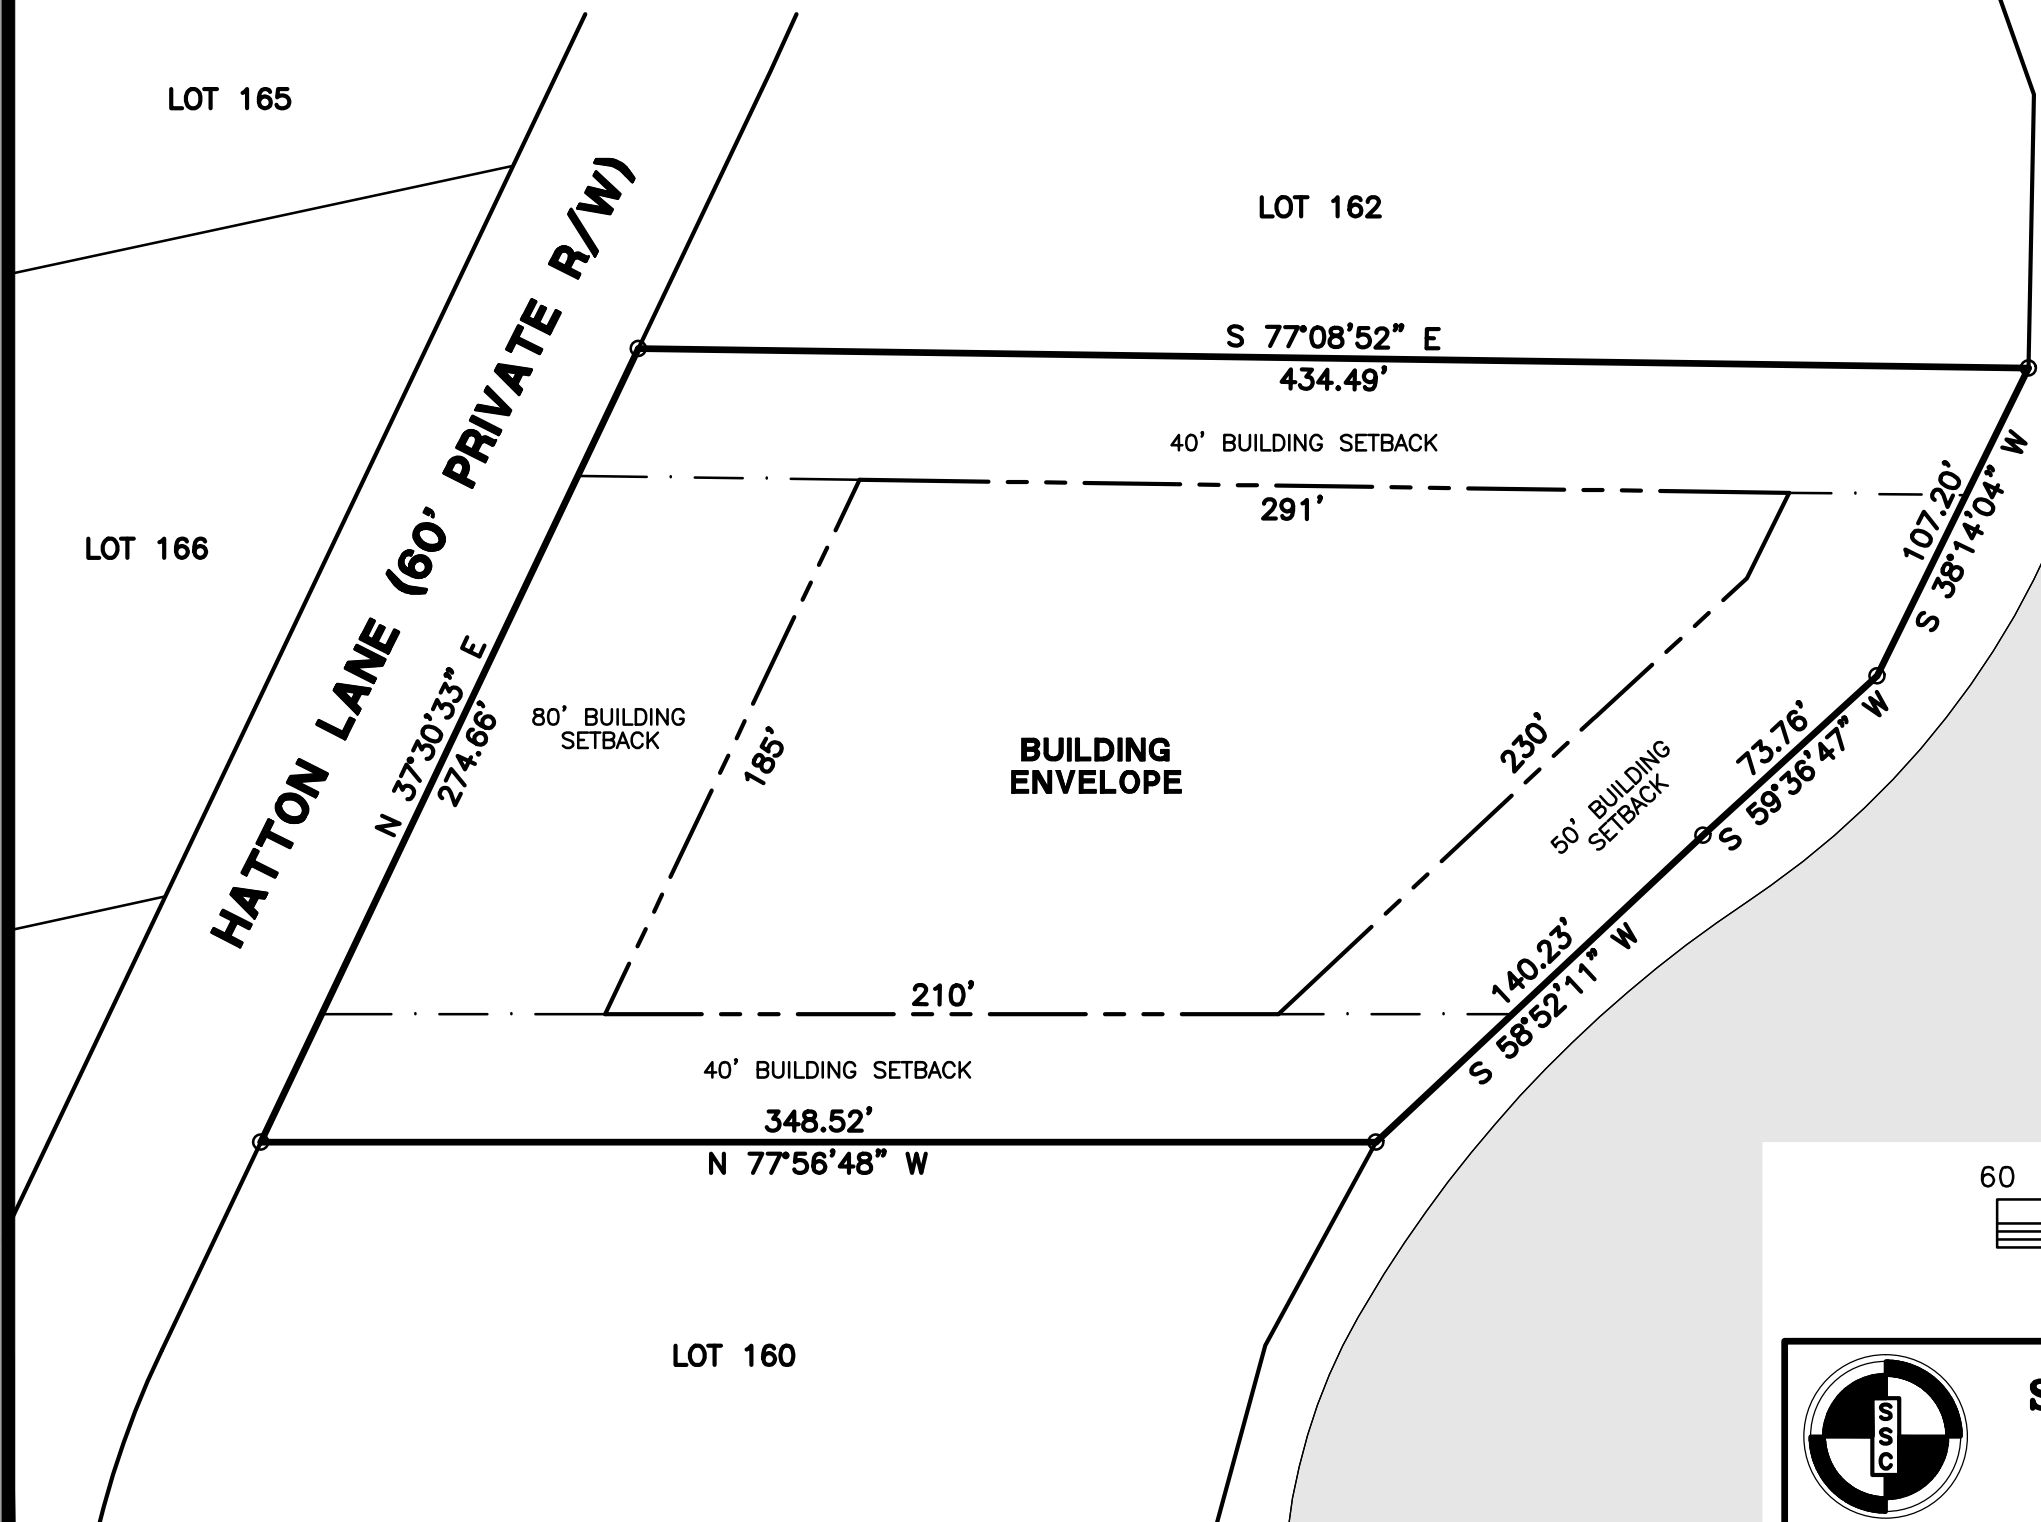 LOT 165
LOT 162
HATTON LANE (60' PRIVATE R/W)
S 77°08'52" E
434.49'
40' BUILDING SETBACK
291'
107.20'
S 38°14'04" W
LOT 166
N 37°30'33" E
274.66'
80' BUILDING
SETBACK
185'
BUILDING
ENVELOPE
230'
50' BUILDING
SETBACK
73.76'
S 59°36'47" W
210'
140.23'
S 58°52'11" W
40' BUILDING SETBACK
348.52'
N 77°56'48" W
60
LOT 160
S
S
C